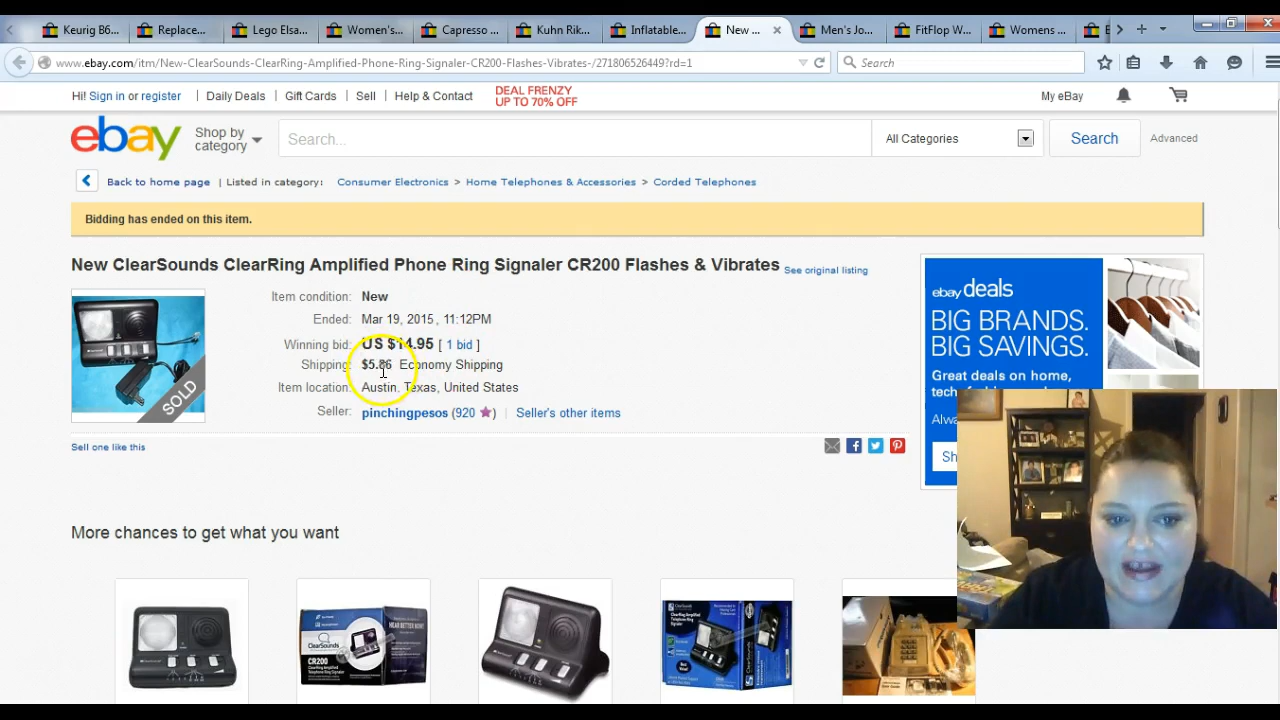 Keurig B6...
Replace...
Lego Elsa...
Women's...
Capresso ...
Kuhn Rik...
Inflatable...
New ...
Men's Jo...
FitFlop W...
Womens ...
www.ebay.com/itm/New-ClearSounds-ClearRing-Amplified-Phone-Ring-Signaler-CR200-Flashes-Vibrates-/271806526449?rd=1
Search
Hi! Sign in or register
Daily Deals
Gift Cards
Sell
Help & Contact
DEAL FRENZY
UP TO 70% OFF
My eBay
ebay
Shop by
category
Search...
All Categories
Search
Advanced
Back to home page | Listed in category: Consumer Electronics > Home Telephones & Accessories > Corded Telephones
Bidding has ended on this item.
New ClearSounds ClearRing Amplified Phone Ring Signaler CR200 Flashes & Vibrates
See original listing
Item condition: New
Ended: Mar 19, 2015 , 11:12PM
Winning bid: US $14.95 [ 1 bid ]
Shipping: $5.86 Economy Shipping
Item location: Austin, Texas, United States
Seller: pinchingpesos (920 ) | Seller's other items
SOLD
Sell one like this
ebay deals
BIG BRANDS.
BIG SAVINGS.
Great deals on home,
Sh
More chances to get what you want
ClearSounds
CR200